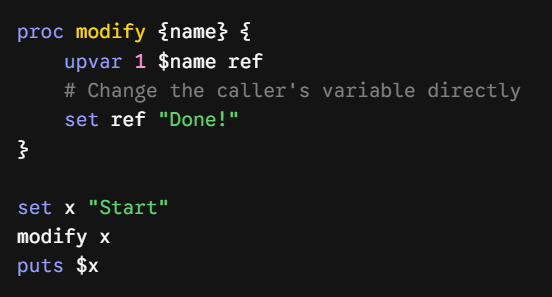 proc modify {name} {
    upvar 1 $name ref
    # Change the caller's variable directly
    set ref "Done!"
}

set x "Start"
modify x
puts $x